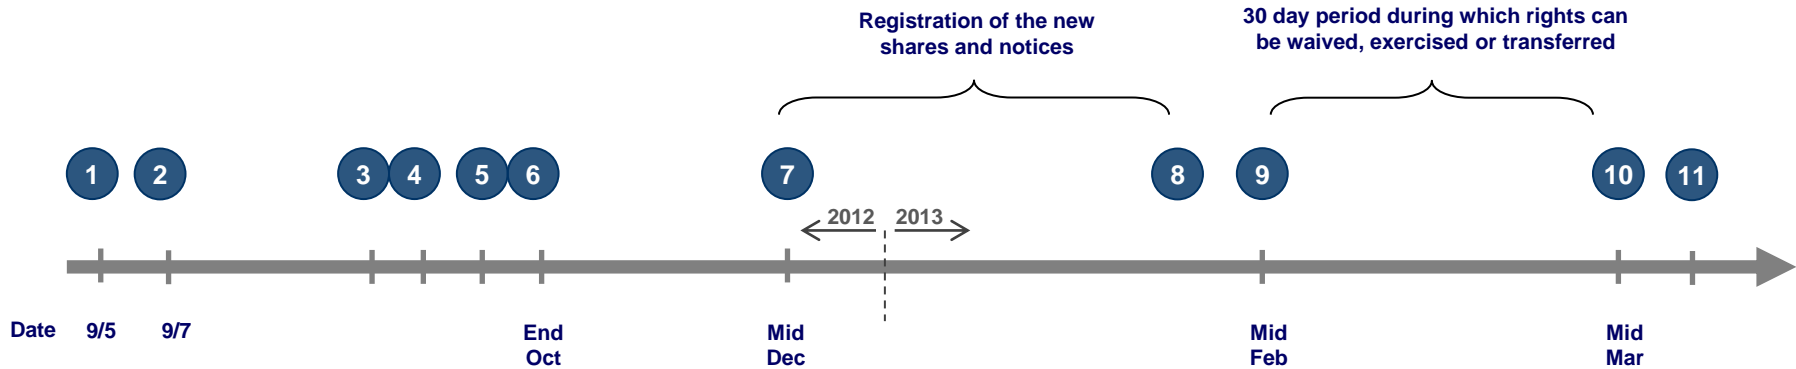 Registration of the new
shares and notices
30 day period during which rights can
be waived, exercised or transferred
1 2 3 4 5 6 7 8 9 10 11
2012 2013
Date 9/5 9/7 End Mid Mid Mid
Oct Dec Feb Mar